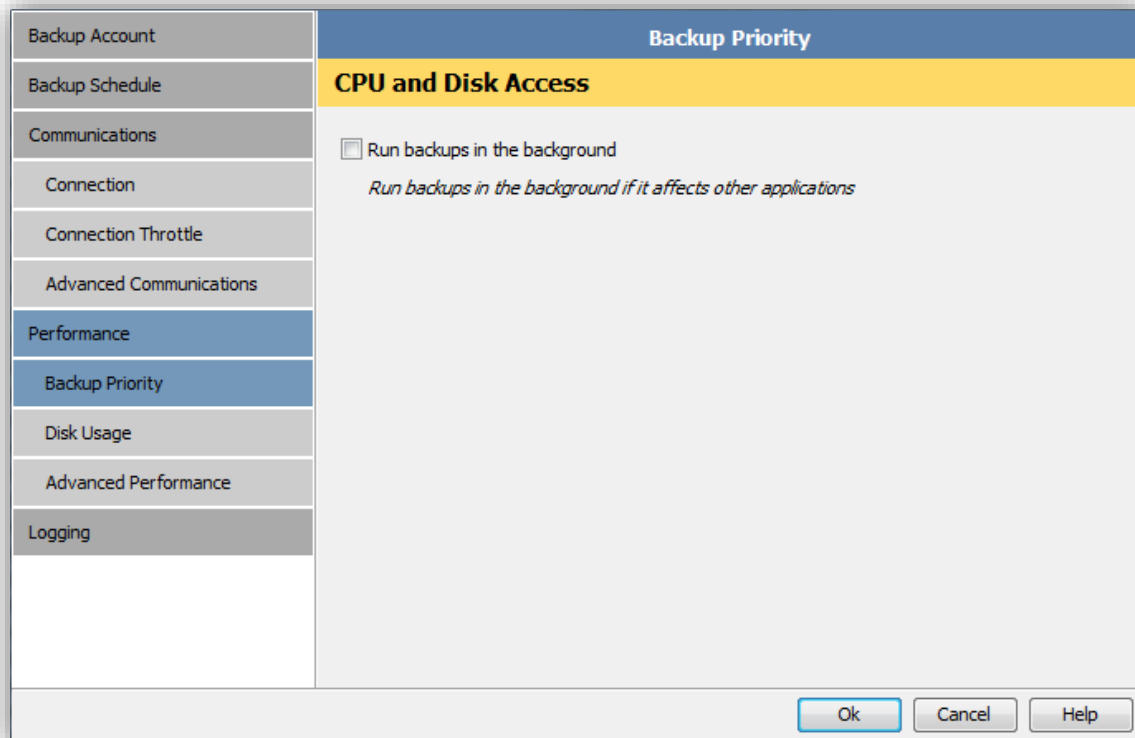 Backup Account
Backup Schedule
Communications
Connection
Connection Throttle
Advanced Communications
Performance
Backup Priority
Disk Usage
Advanced Performance
Logging
Backup Priority
CPU and Disk Access
Run backups in the background
Run backups in the background if it affects other applications
Ok
Cancel
Help